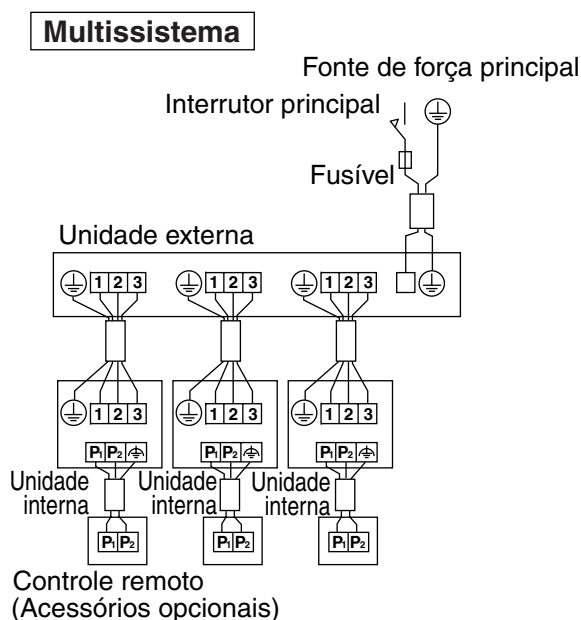 Multissistema
Fonte de força principal
Interrutor principal
Fusível
Unidade externa
1 2 3 1 2 3 1 2 3
1 2 3 1 2 3 1 2 3
P1 P2 P1 P2 P1 P2
Unidade interna
Unidade interna
Unidade interna
P1 P2 P1 P2 P1 P2
Controle remoto
(Acessórios opcionais)